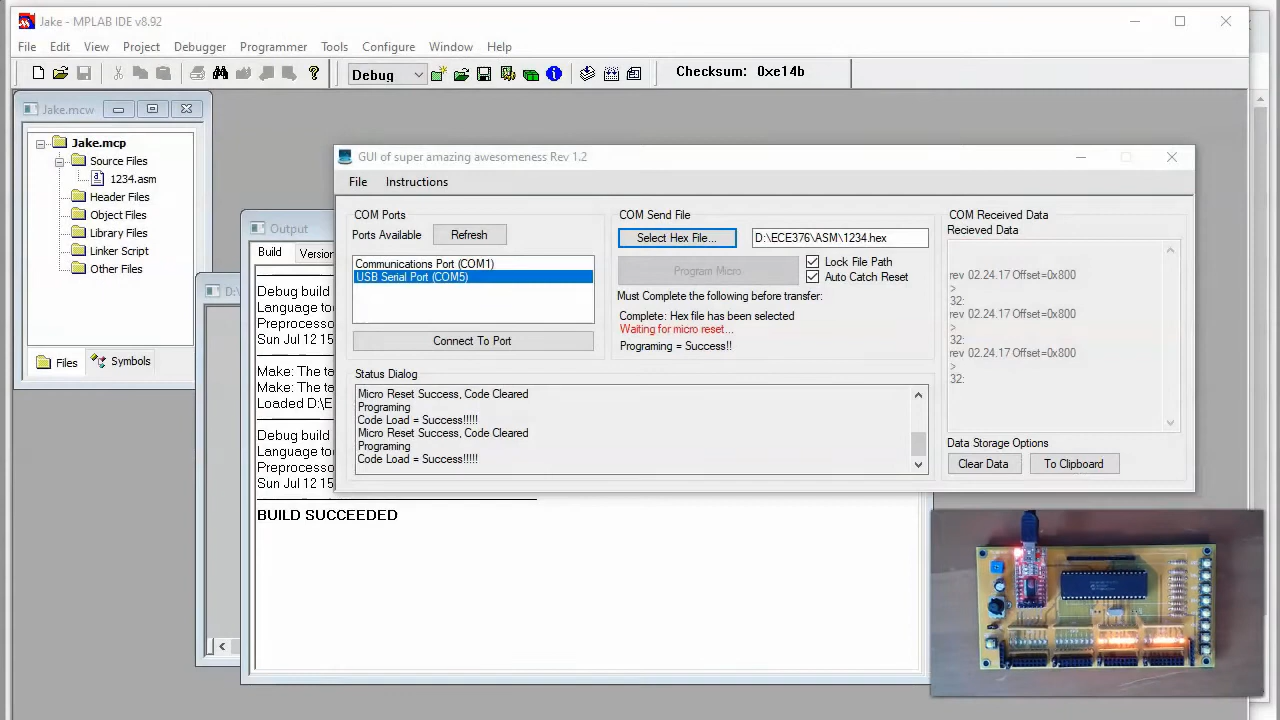 Jake - MPLAB IDE v8.92
File Edit View Project Debugger Programmer Tools Configure Window Help
Debug
Checksum: 0xe14b
Jake.mcw
Jake.mcp
Source Files
1234.asm
Header Files
Object Files
Library Files
Linker Script
Other Files
Files Symbols
Output
Build Version
Debug build
Language to
Preprocesso
Sun Jul 12 15
Make: The ta
Make: The ta
Loaded D:\E
Debug build
Language to
Preprocesso
Sun Jul 12 15
BUILD SUCCEEDED
GUI of super amazing awesomeness Rev 1.2
File Instructions
COM Ports
Ports Available Refresh
Communications Port (COM1)
USB Serial Port (COM5)
Connect To Port
COM Send File
Select Hex File... D:\ECE376\ASM\1234.hex
Program Micro
Lock File Path
Auto Catch Reset
Must Complete the following before transfer:
Complete: Hex file has been selected
Waiting for micro reset...
Programing = Success!!
Status Dialog
Micro Reset Success, Code Cleared
Programing
Code Load = Success!!!!!
Micro Reset Success, Code Cleared
Programing
Code Load = Success!!!!!
COM Received Data
Recieved Data
rev 02.24.17 Offset=0x800
>
32:
rev 02.24.17 Offset=0x800
>
32:
rev 02.24.17 Offset=0x800
>
32:
Data Storage Options
Clear Data To Clipboard